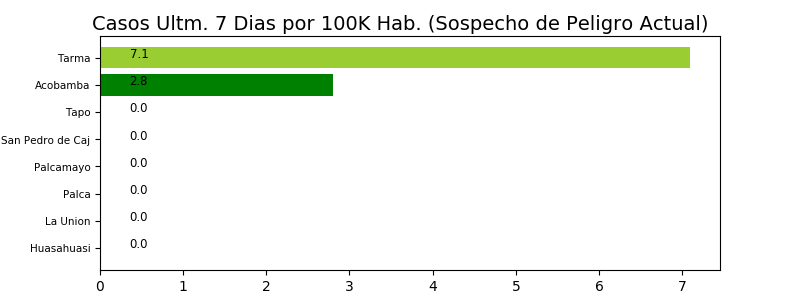 Casos Ultm. 7 Dias por 100K Hab. (Sospecho de Peligro Actual)
Tarma 7.1
Acobamba 2.8
Tapo 0.0
San Pedro de Caj 0.0
Palcamayo 0.0
Palca 0.0
La Union 0.0
Huasahuasi 0.0
0 1 2 3 4 5 6 7